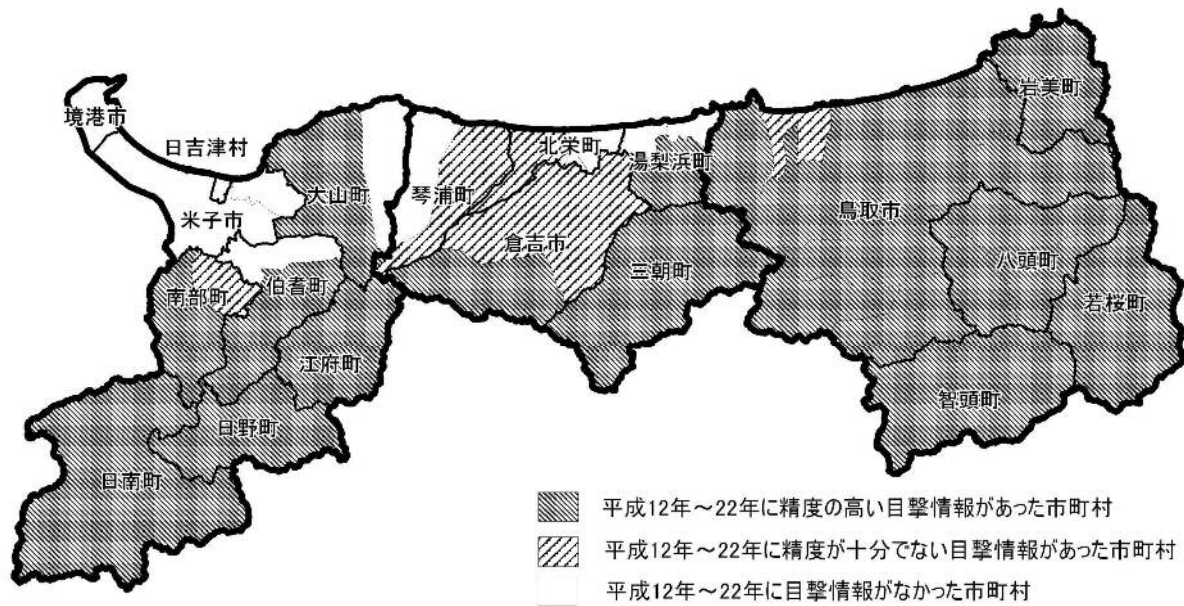 境港市
日吉津村
米子市
大山町
琴浦町
北栄町
湯梨浜町
岩美町
鳥取市
倉吉市
三朝町
八頭町
若桜町
智頭町
南部町
伯耆町
江府町
日野町
日南町
平成12年～22年に精度の高い目撃情報があった市町村
平成12年～22年に精度が十分でない目撃情報があった市町村
平成12年～22年に目撃情報がなかった市町村